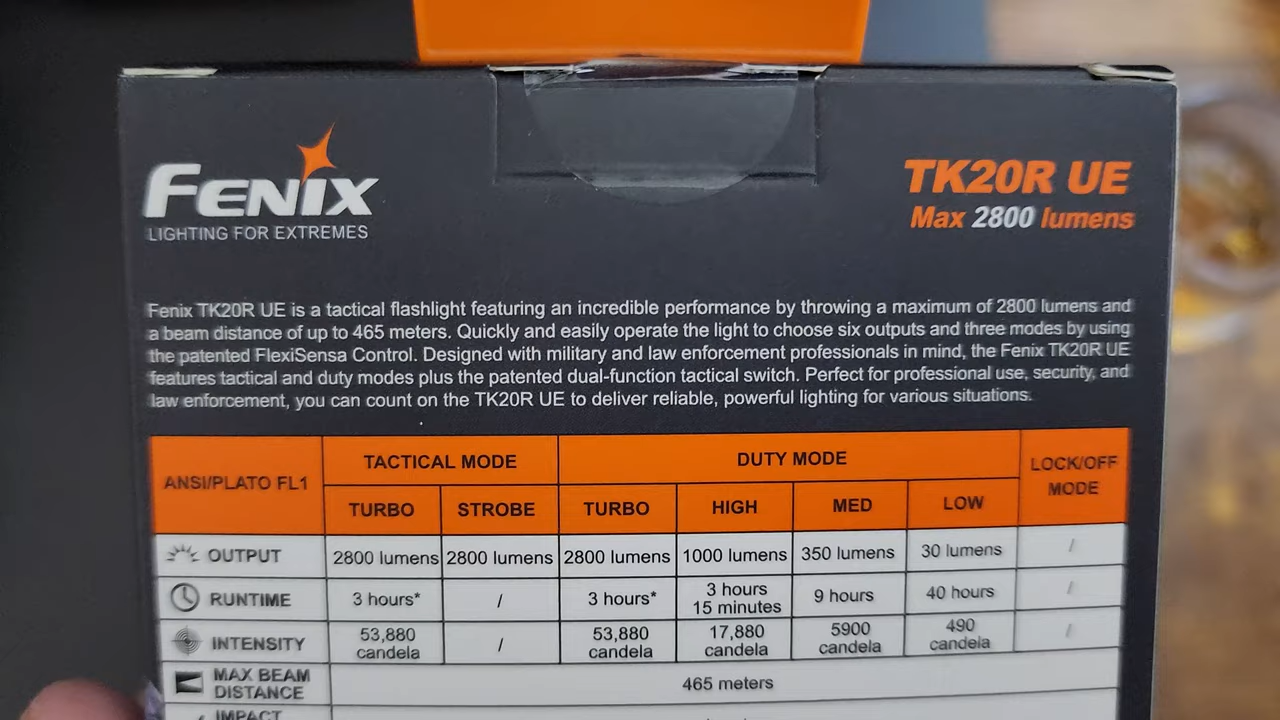 FENIX
LIGHTING FOR EXTREMES
TK20R UE
Max 2800 lumens
Fenix TK20R UE is a tactical flashlight featuring an incredible performance by throwing a maximum of 2800 lumens and
a beam distance of up to 465 meters. Quickly and easily operate the light to choose six outputs and three modes by using
the patented FlexiSensa Control. Designed with military and law enforcement professionals in mind, the Fenix TK20R UE
features tactical and duty modes plus the patented dual-function tactical switch. Perfect for professional use, security, and
law enforcement, you can count on the TK20R UE to deliver reliable, powerful lighting for various situations.
ANSI/PLATO FL1 TACTICAL MODE DUTY MODE LOCK/OFF MODE
TURBO STROBE TURBO HIGH MED LOW
OUTPUT 2800 lumens 2800 lumens 2800 lumens 1000 lumens 350 lumens 30 lumens /
RUNTIME 3 hours* / 3 hours* 3 hours 15 minutes 9 hours 40 hours /
INTENSITY 53,880 candela / 53,880 candela 17,880 candela 5900 candela 490 candela /
MAX BEAM DISTANCE 465 meters
IMPACT